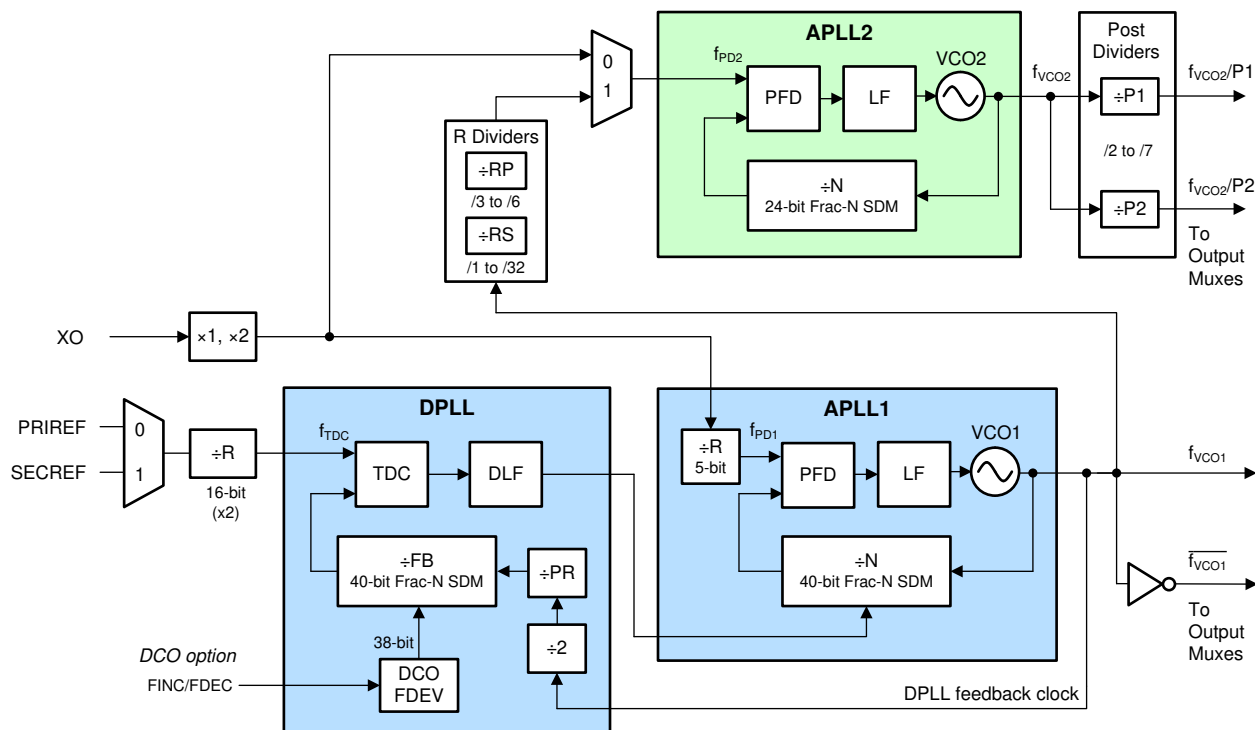 APLL2
f_PD2
PFD
LF
VCO2
f_VCO2
÷N
24-bit Frac-N SDM
Post
Dividers
÷P1
/2 to /7
÷P2
f_VCO2/P1
f_VCO2/P2
To
Output
Muxes
0
1
R Dividers
÷RP
/3 to /6
÷RS
/1 to /32
XO
×1, ×2
PRIREF
SECREF
0
1
÷R
16-bit
(x2)
DPLL
f_TDC
TDC
DLF
÷FB
40-bit Frac-N SDM
÷PR
÷2
38-bit
DCO
FDEV
DCO option
FINC/FDEC
DPLL feedback clock
APLL1
÷R
5-bit
f_PD1
PFD
LF
VCO1
÷N
40-bit Frac-N SDM
f_VCO1
f_VCO1
To
Output
Muxes